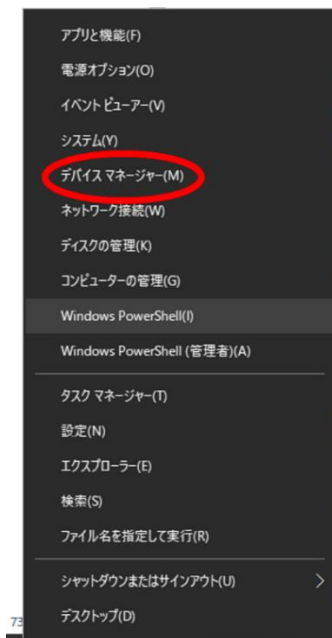 アプリと機能(F)
電源オプション(O)
イベント ビューアー(V)
システム(Y)
デバイス マネージャー(M)
ネットワーク接続(W)
ディスクの管理(K)
コンピューターの管理(G)
Windows PowerShell(I)
Windows PowerShell (管理者)(A)
タスク マネージャー(T)
設定(N)
エクスプローラー(E)
検索(S)
ファイル名を指定して実行(R)
シャットダウンまたはサインアウト(U)
73
デスクトップ(D)